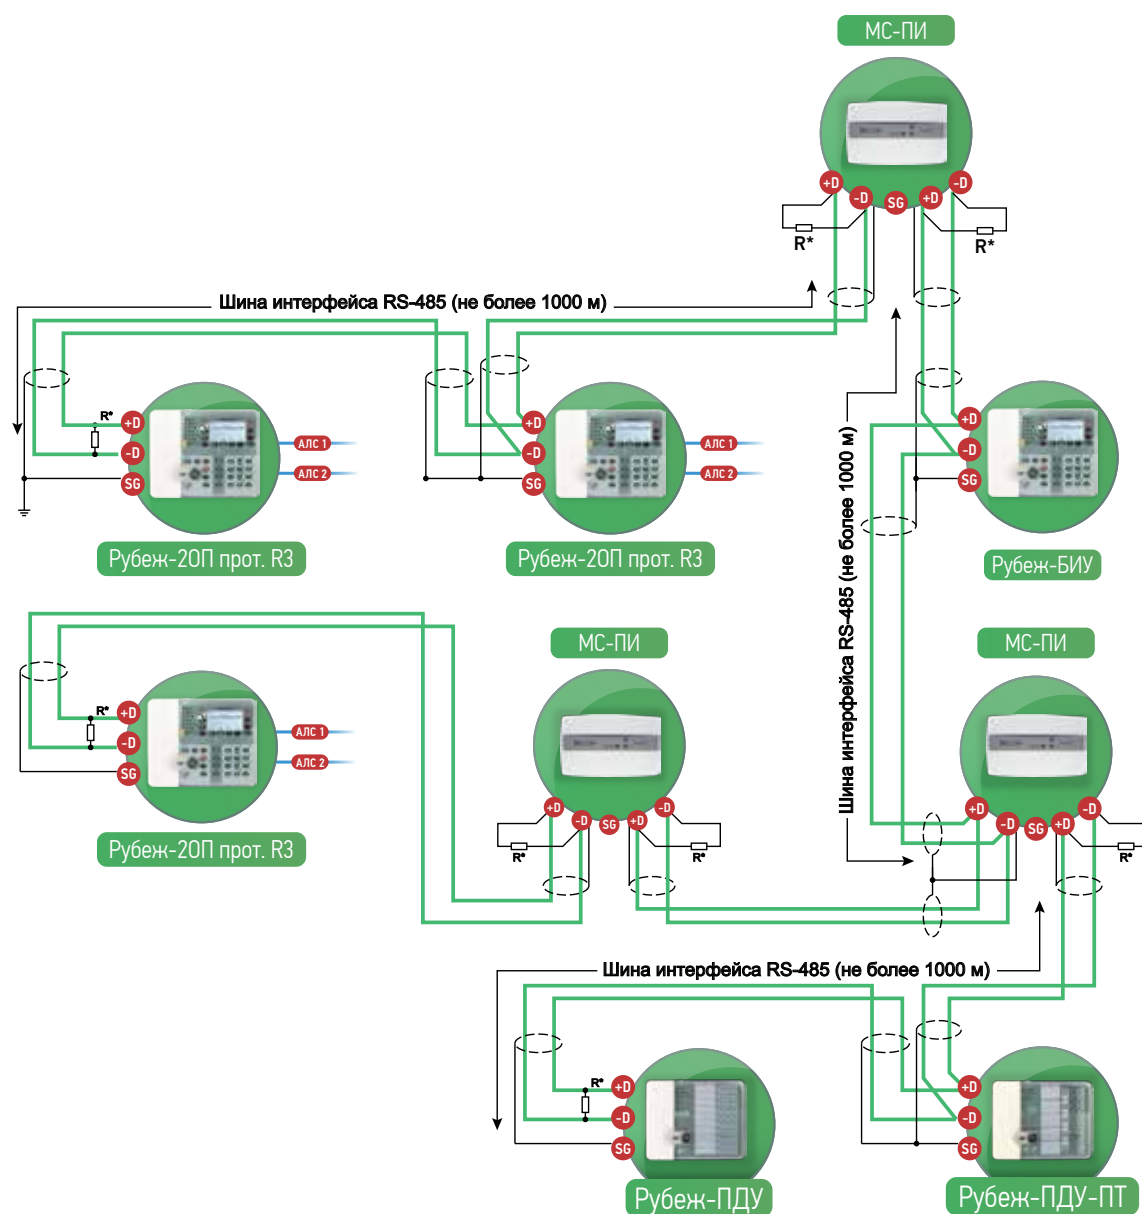 МС-ПИ
+D
-D
SG
+D
-D
R*
R*
Шина интерфейса RS-485 (не более 1000 м)
R*
+D
-D
SG
АЛС 1
АЛС 2
Рубеж-2ОП прот. R3
+D
-D
SG
АЛС 1
АЛС 2
Рубеж-2ОП прот. R3
Шина интерфейса RS-485 (не более 1000 м)
+D
-D
SG
Рубеж-БИУ
R*
+D
-D
SG
АЛС 1
АЛС 2
Рубеж-2ОП прот. R3
МС-ПИ
+D
-D
SG
+D
-D
R*
R*
МС-ПИ
+D
-D
SG
+D
-D
R*
Шина интерфейса RS-485 (не более 1000 м)
R*
+D
-D
SG
Рубеж-ПДУ
+D
-D
SG
Рубеж-ПДУ-ПТ